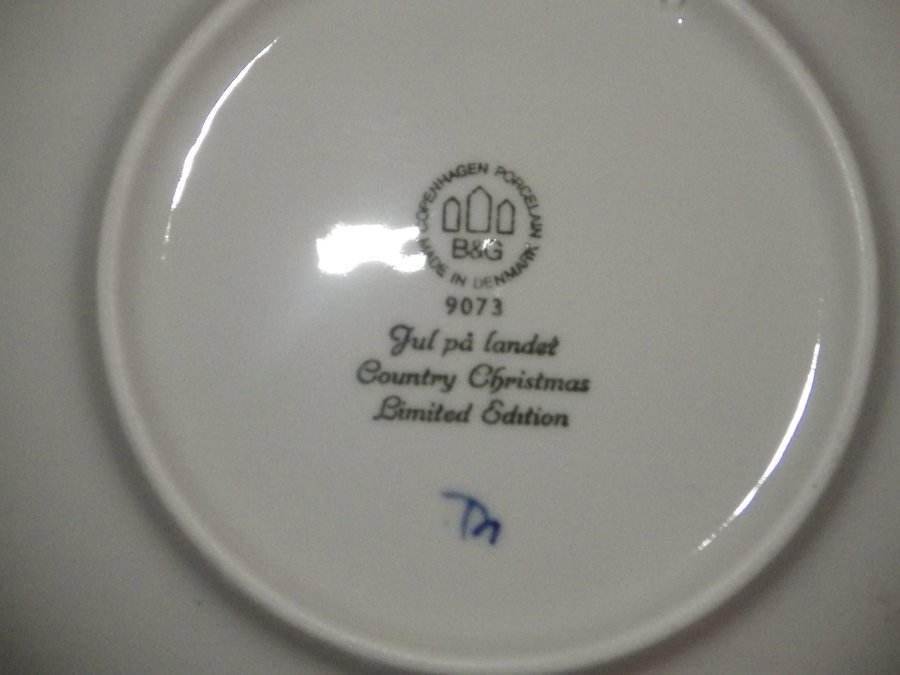 COPENHAGEN PORCELAIN
B&G
MADE IN DENMARK
9073
Jul på landet
Country Christmas
Limited Edition